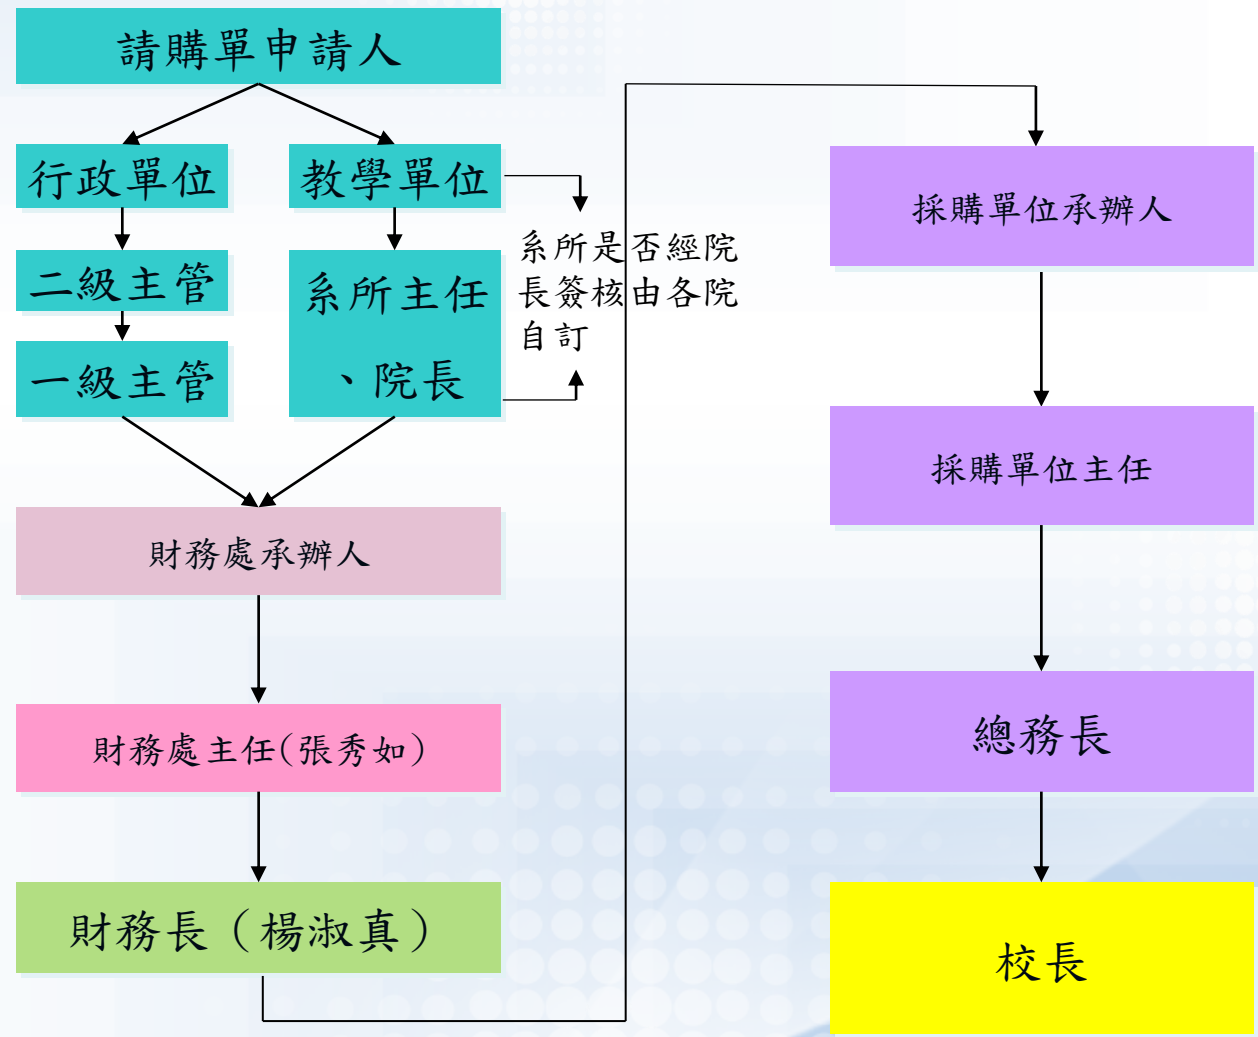 請購單申請人
行政單位
教學單位
二級主管
一級主管
系所主任
、院長
系所是否經院
長簽核由各院
自訂
財務處承辦人
財務處主任(張秀如)
財務長（楊淑真）
採購單位承辦人
採購單位主任
總務長
校長